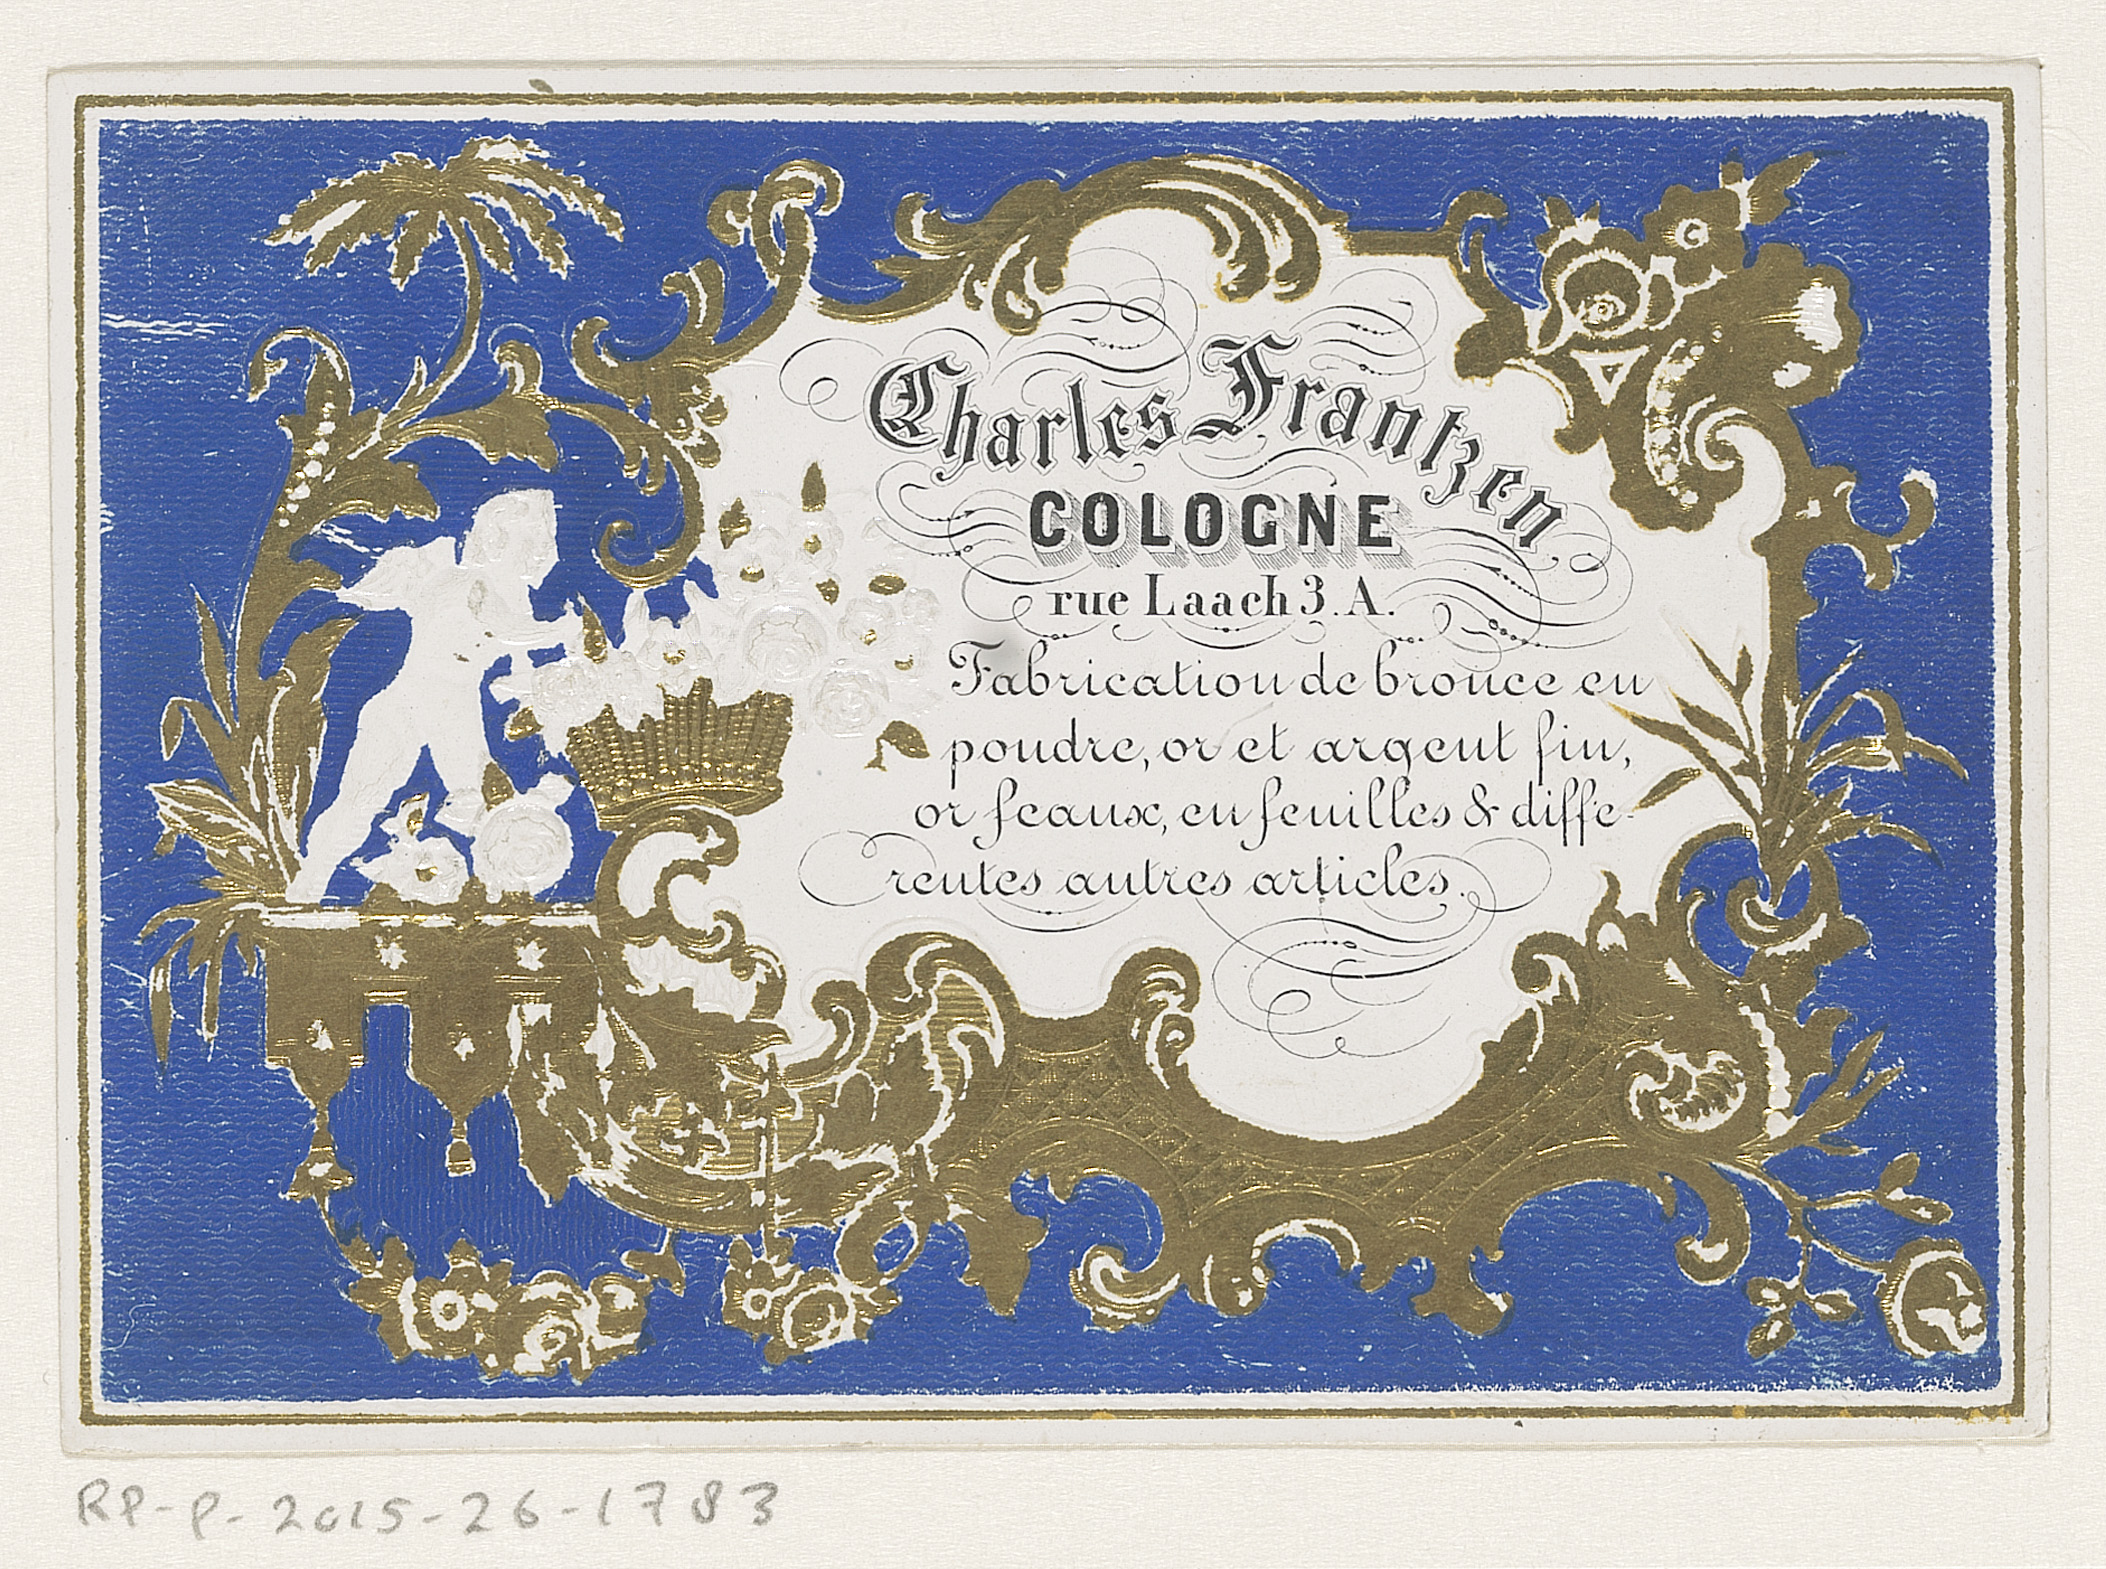 Charles Frantzen
COLOGNE
rue Laach 3. A.
Fabrication de bronce en
poudre, or et argent fin,
or feaux, en feuilles & diffe-
rentes autres articles.
RP-P-2015-26-1783